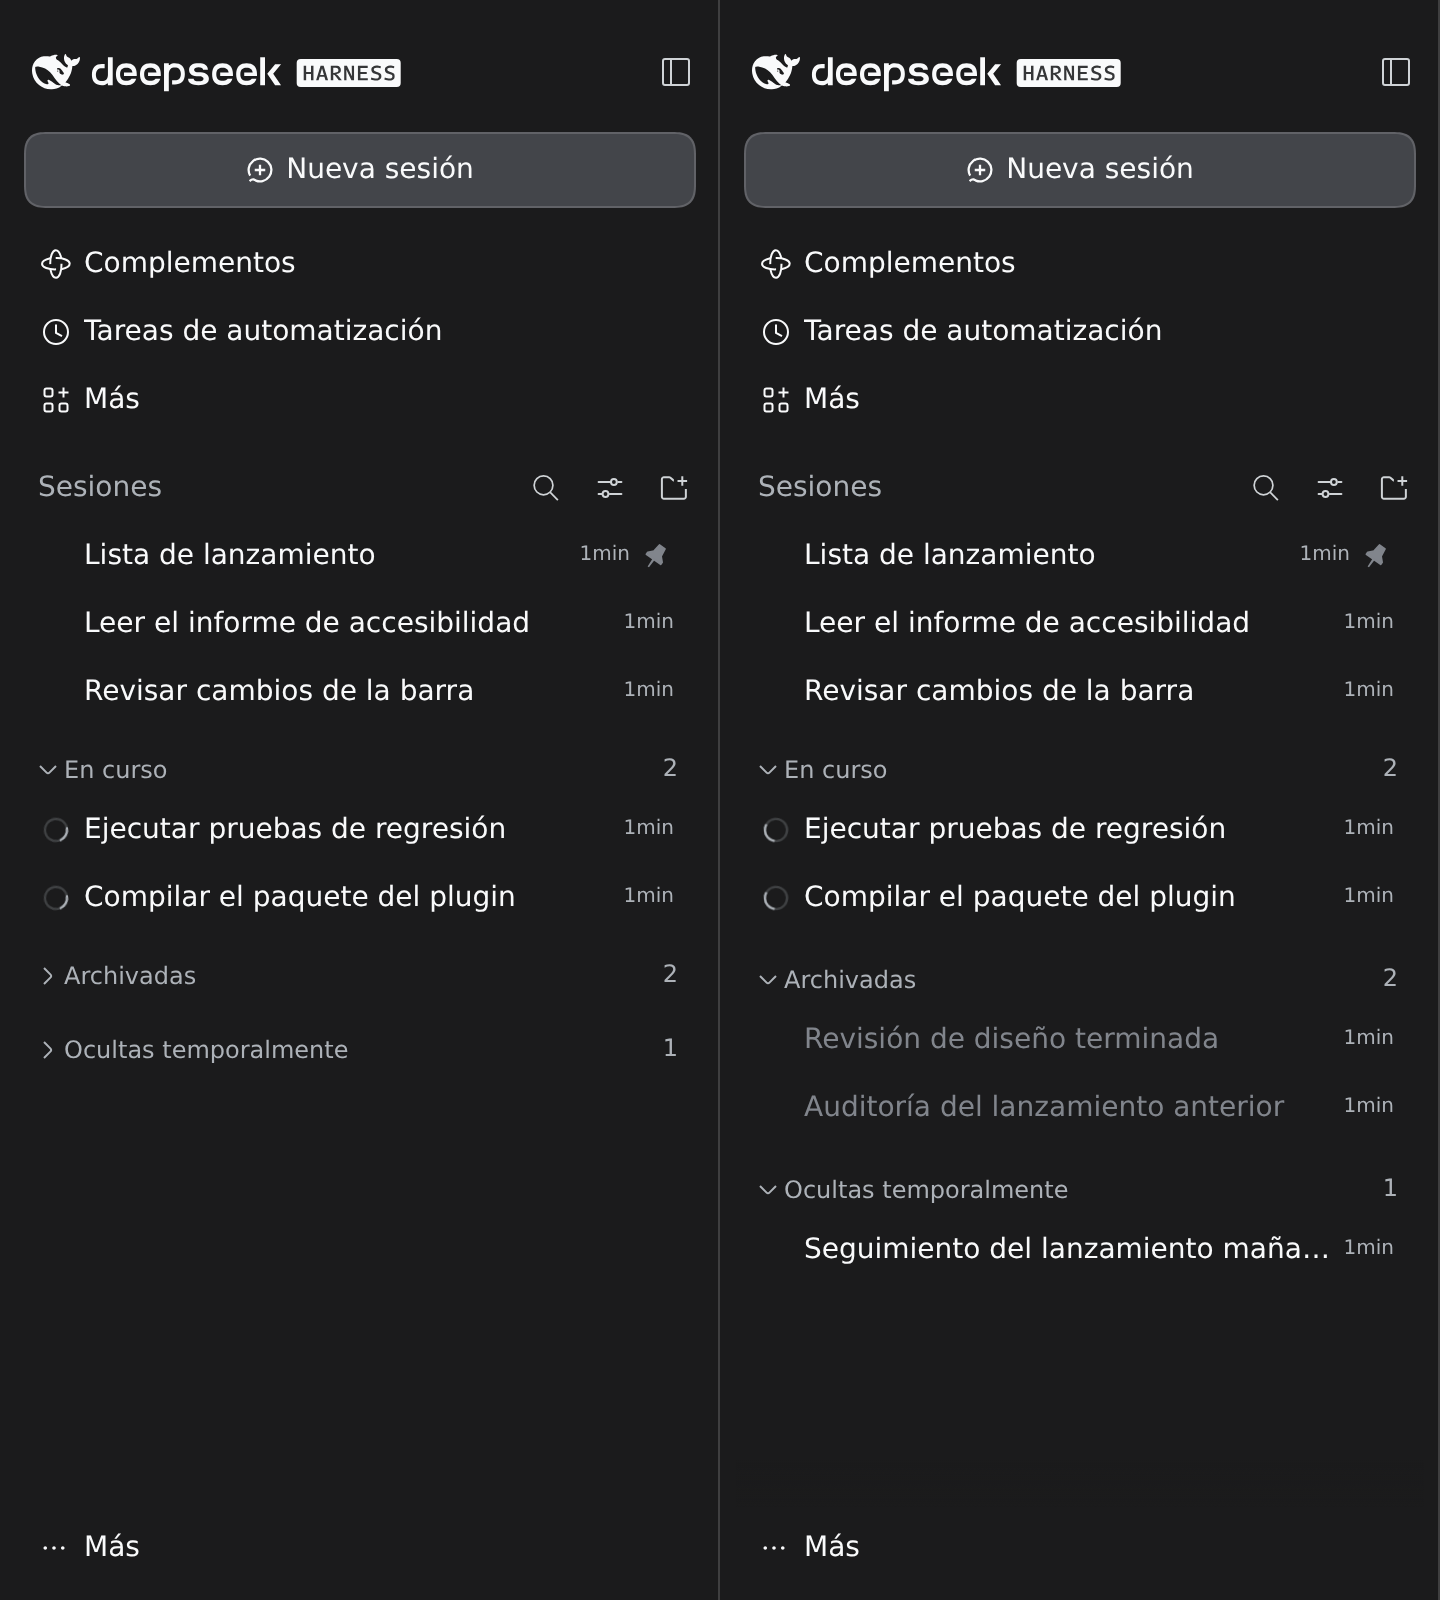 deepseek HARNESS
Nueva sesión
Complementos
Tareas de automatización
Más
Sesiones
Lista de lanzamiento 1min
Leer el informe de accesibilidad 1min
Revisar cambios de la barra 1min
En curso 2
Ejecutar pruebas de regresión 1min
Compilar el paquete del plugin 1min
Archivadas 2
Ocultas temporalmente 1
... Más
deepseek HARNESS
Nueva sesión
Complementos
Tareas de automatización
Más
Sesiones
Lista de lanzamiento 1min
Leer el informe de accesibilidad 1min
Revisar cambios de la barra 1min
En curso 2
Ejecutar pruebas de regresión 1min
Compilar el paquete del plugin 1min
Archivadas 2
Revisión de diseño terminada 1min
Auditoría del lanzamiento anterior 1min
Ocultas temporalmente 1
Seguimiento del lanzamiento maña... 1min
... Más